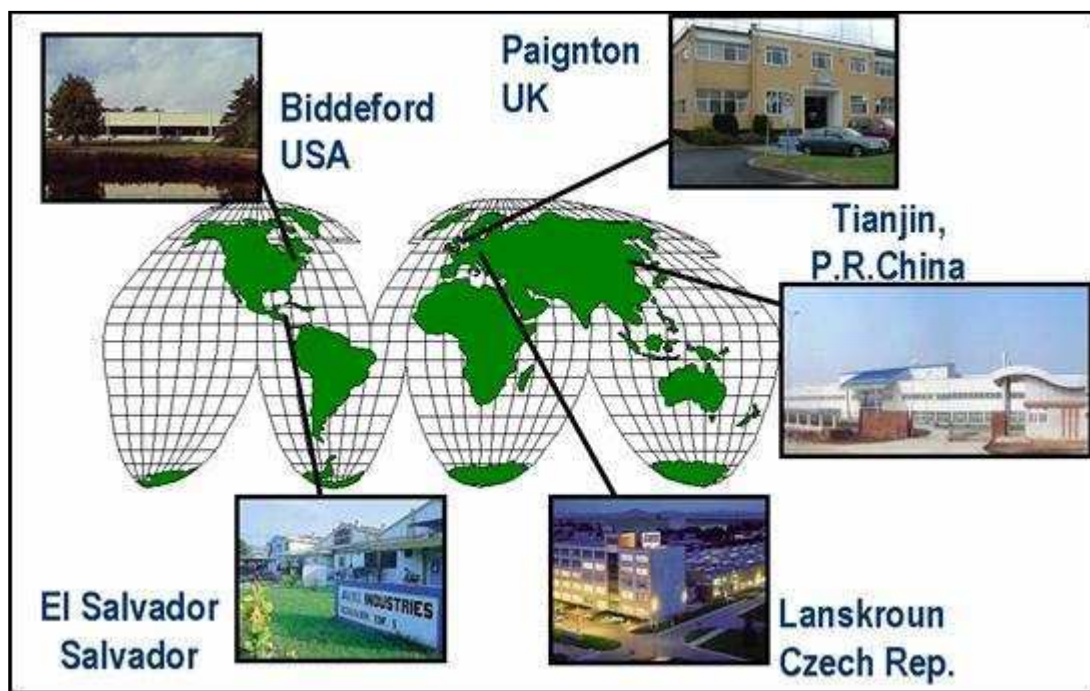 Biddeford
USA
Paignton
UK
Tianjin,
P.R.China
INDUSTRIES
El Salvador
Salvador
Lanskroun
Czech Rep.